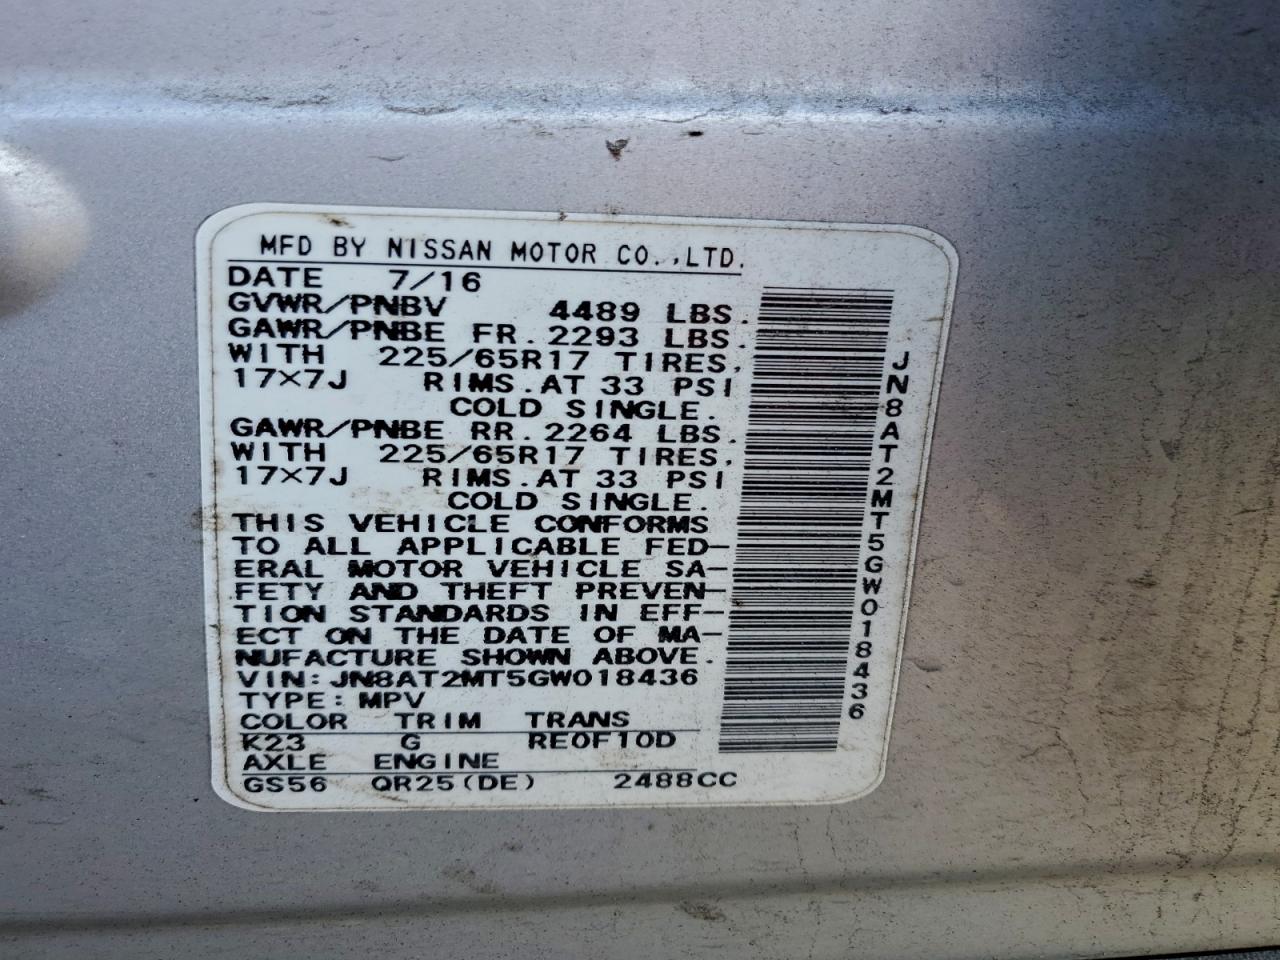 MFD BY NISSAN MOTOR CO.,LTD.
DATE 7/16
GVWR/PNBV 4489 LBS.
GAWR/PNBE FR.2293 LBS.
WITH 225/65R17 TIRES,
17×7J RIMS.AT 33 PSI
COLD SINGLE.
GAWR/PNBE RR.2264 LBS.
WITH 225/65R17 TIRES,
17×7J RIMS.AT 33 PSI
COLD SINGLE.
THIS VEHICLE CONFORMS
TO ALL APPLICABLE FED-
ERAL MOTOR VEHICLE SA-
FETY AND THEFT PREVEN-
TION STANDARDS IN EFF-
ECT ON THE DATE OF MA-
NUFACTURE SHOWN ABOVE.
VIN:JN8AT2MT5GW018436
TYPE:MPV
COLOR TRIM TRANS
K23 G RE0F10D
AXLE ENGINE
GS56 QR25(DE) 2488CC
JN8AT2MT5GW018436